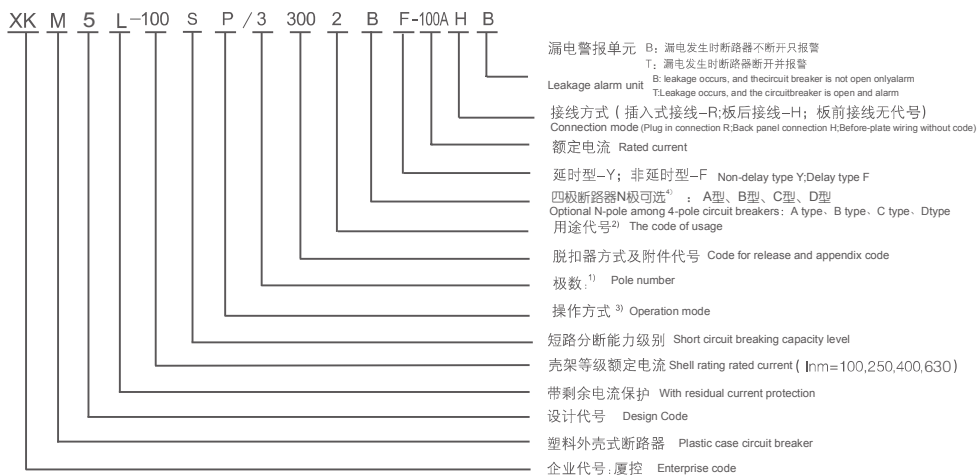 XK M 5 L-100 S P / 3 300 2 B F-100A H B
漏电警报单元 B：漏电发生时断路器不断开只报警
T：漏电发生时断路器断开并报警
Leakage alarm unit B: leakage occurs, and thecircuit breaker is not open onlyalarm
T:Leakage occurs, and the circuitbreaker is open and alarm
接线方式（插入式接线-R;板后接线-H；板前接线无代号)
Connection mode (Plug in connection R;Back panel connection H;Before-plate wiring without code)
额定电流 Rated current
延时型-Y；非延时型-F Non-delay type Y;Delay type F
四极断路器N极可选4) ：A型、B型、C型、D型
Optional N-pole among 4-pole circuit breakers：A type、B type、C type、Dtype
用途代号2) The code of usage
脱扣器方式及附件代号 Code for release and appendix code
极数:1) Pole number
操作方式 3) Operation mode
短路分断能力级别 Short circuit breaking capacity level
壳架等级额定电流 Shell rating rated current ( Inm=100,250,400,630)
带剩余电流保护 With residual current protection
设计代号 Design Code
塑料外壳式断路器 Plastic case circuit breaker
企业代号:厦控 Enterprise code